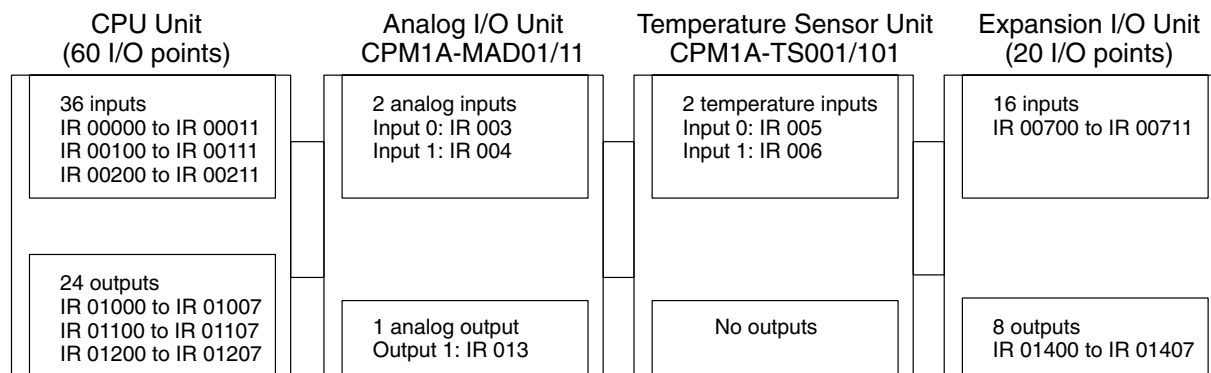 CPU Unit
(60 I/O points)
36 inputs
IR 00000 to IR 00011
IR 00100 to IR 00111
IR 00200 to IR 00211
24 outputs
IR 01000 to IR 01007
IR 01100 to IR 01107
IR 01200 to IR 01207
Analog I/O Unit
CPM1A-MAD01/11
2 analog inputs
Input 0: IR 003
Input 1: IR 004
1 analog output
Output 1: IR 013
Temperature Sensor Unit
CPM1A-TS001/101
2 temperature inputs
Input 0: IR 005
Input 1: IR 006
No outputs
Expansion I/O Unit
(20 I/O points)
16 inputs
IR 00700 to IR 00711
8 outputs
IR 01400 to IR 01407